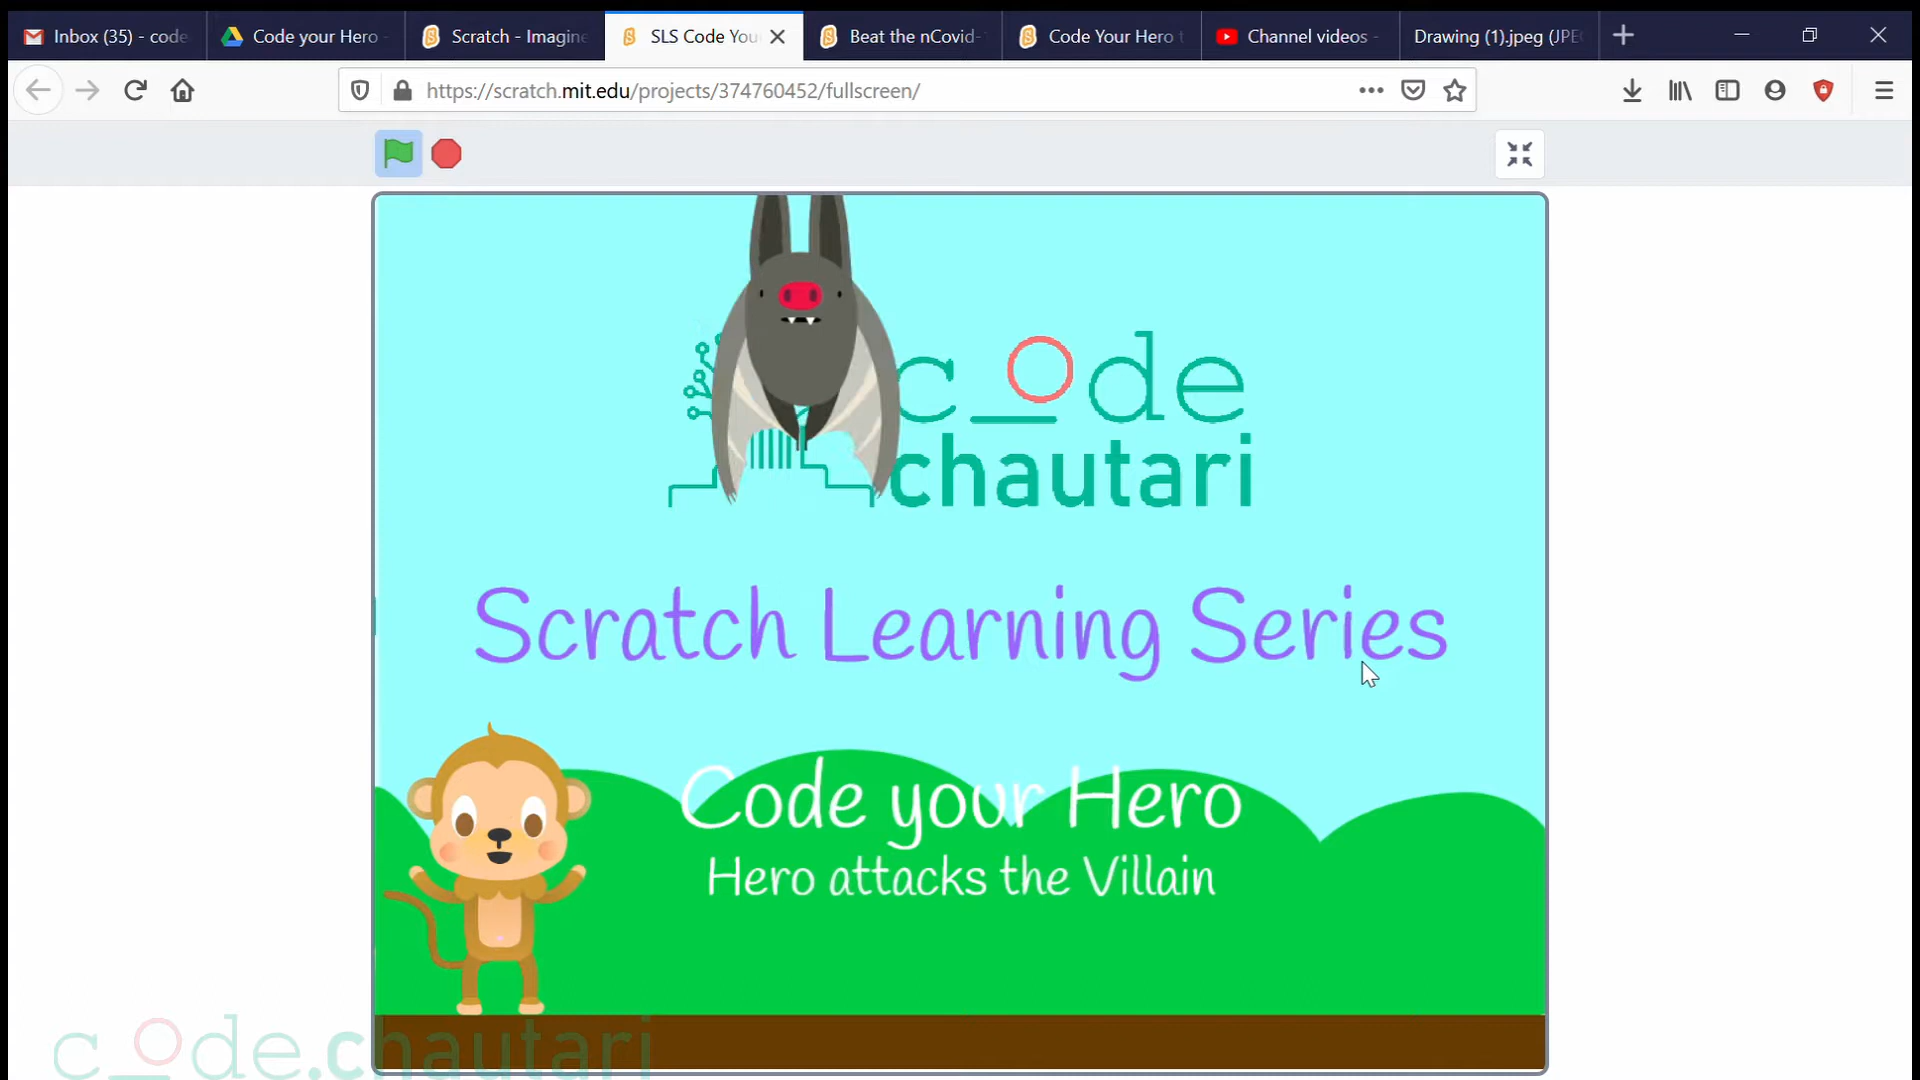 Inbox (35) - code
Code your Hero -
Scratch - Imagine
SLS Code You
Beat the nCovid-
Code Your Hero t
Channel videos -
Drawing (1).jpeg (JPE
https://scratch.mit.edu/projects/374760452/fullscreen/
code
chautari
Scratch Learning Series
Code your Hero
Hero attacks the Villain
code.chautari